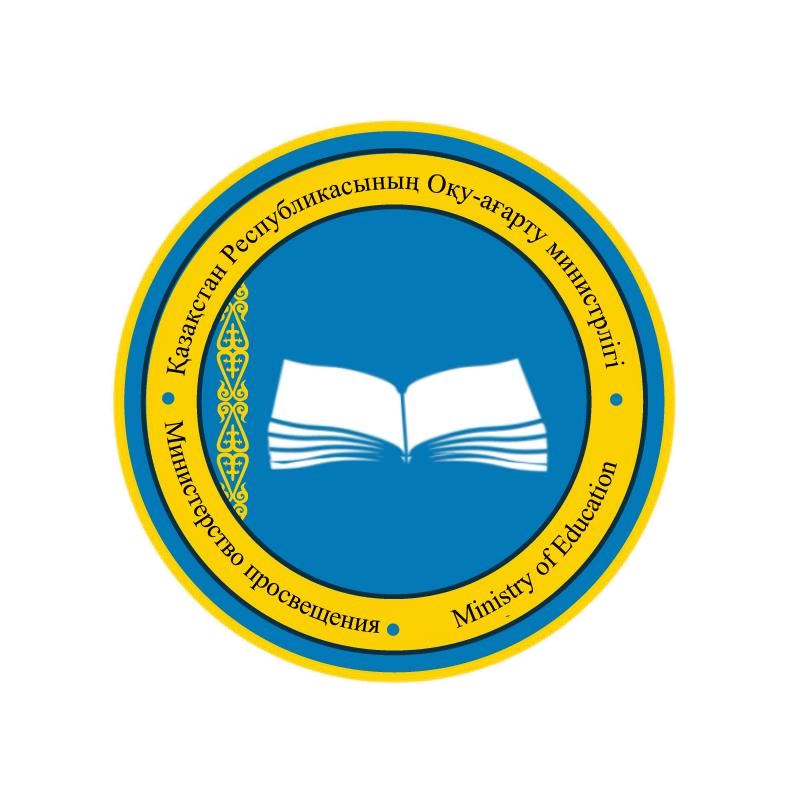 Қазақстан Республикасының Оқу-ағарту министрлігі
Министерство просвещения
Ministry of Education